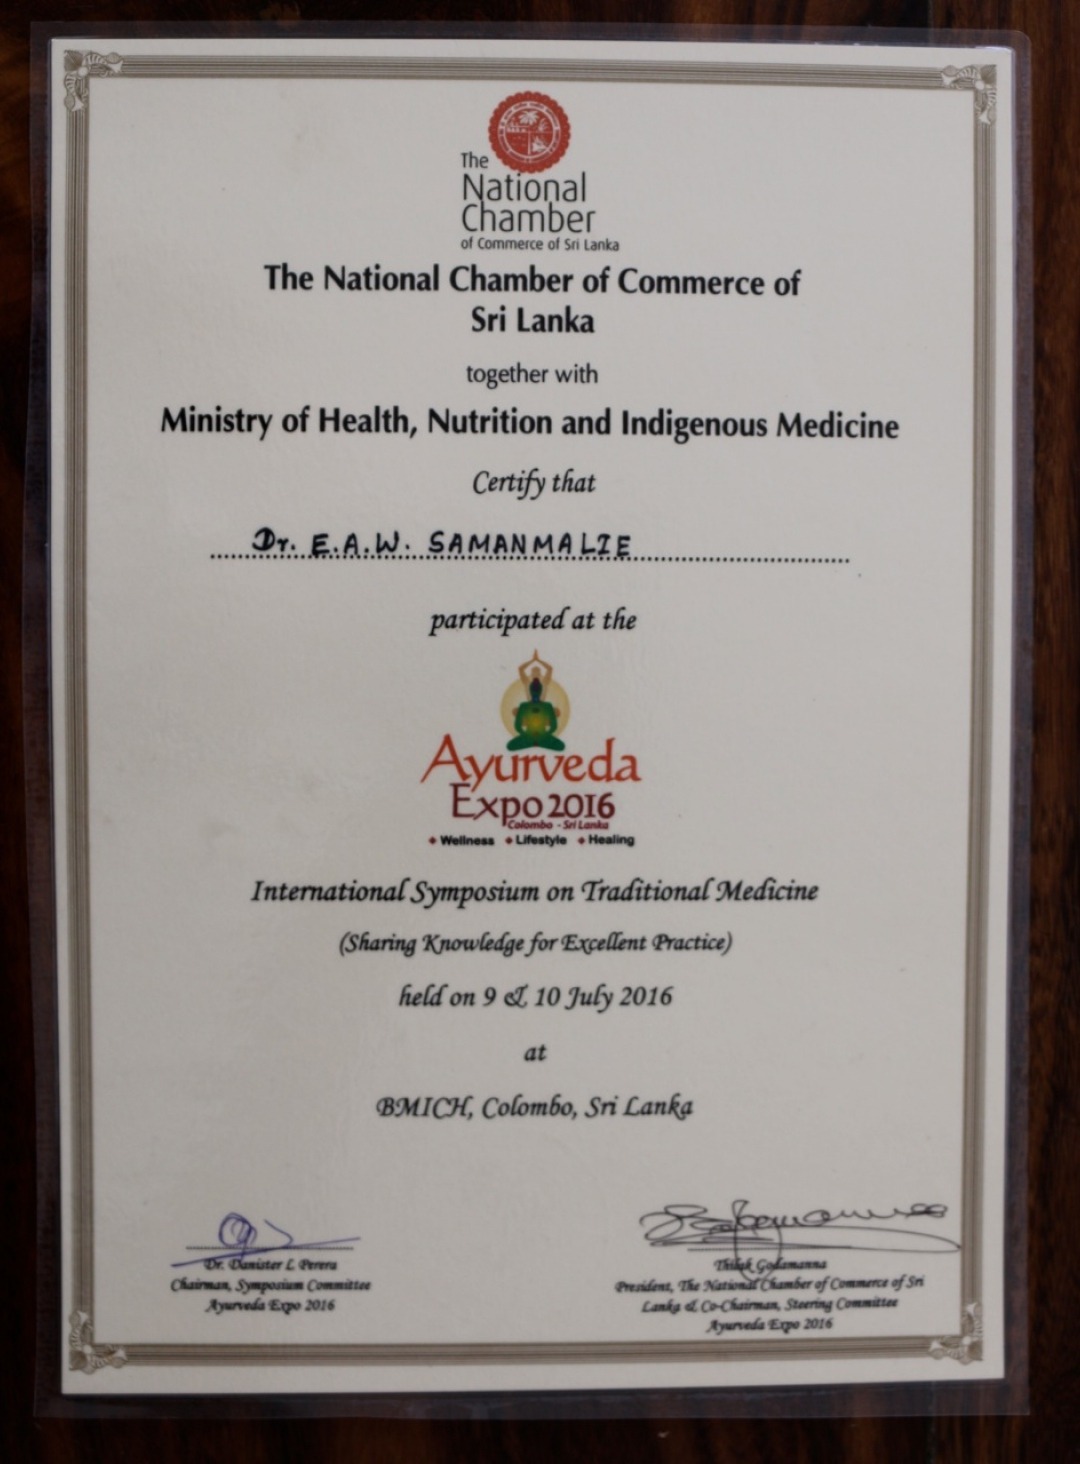 The
National
Chamber
of Commerce of Sri Lanka
The National Chamber of Commerce of
Sri Lanka
together with
Ministry of Health, Nutrition and Indigenous Medicine
Certify that
Dr. E.A.W. SAMANMALIE
participated at the
Ayurveda
Expo 2016
Colombo - Sri Lanka
Wellness Lifestyle Healing
International Symposium on Traditional Medicine
(Sharing Knowledge for Excellent Practice)
held on 9 & 10 July 2016
at
BMICH, Colombo, Sri Lanka
Dr. Danister L Perera
Chairman, Symposium Committee
Ayurveda Expo 2016
Thilak Godamanna
President, The National Chamber of Commerce of Sri
Lanka & Co-Chairman, Steering Committee
Ayurveda Expo 2016